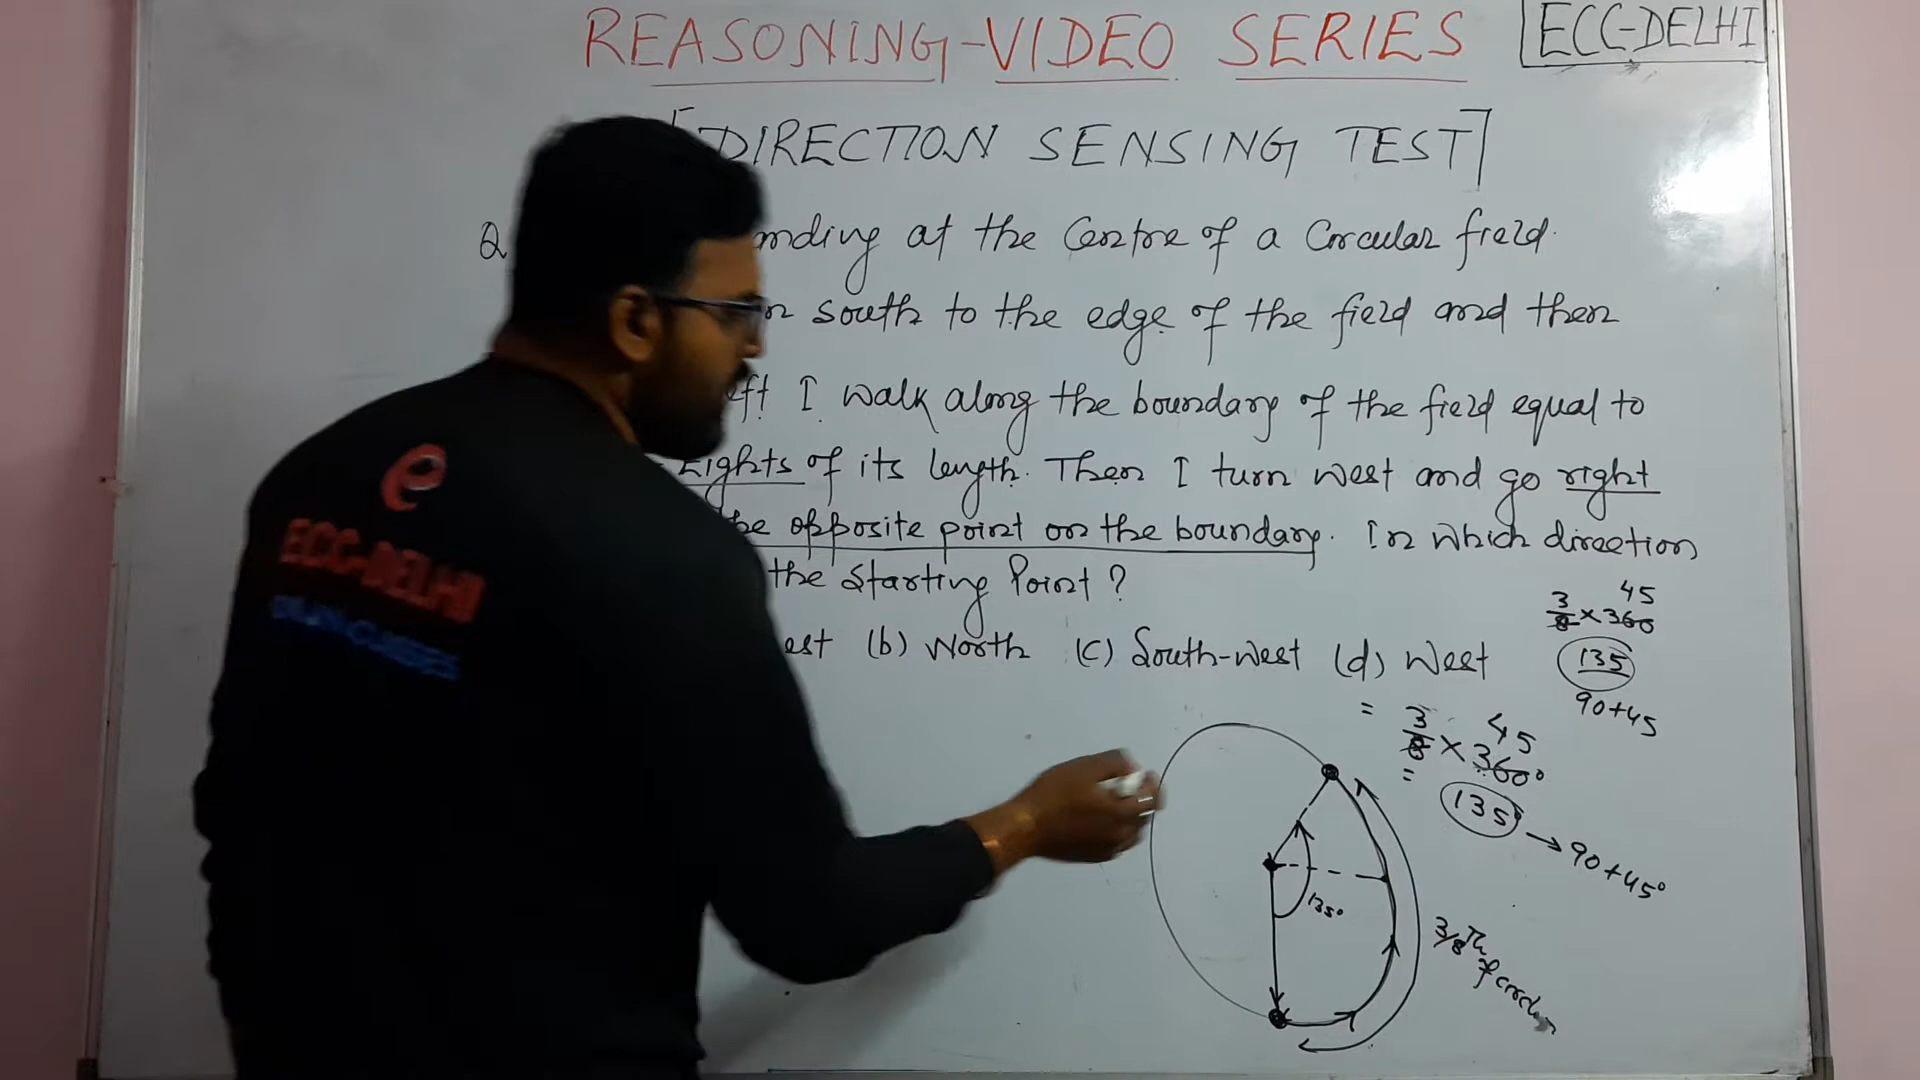 REASONING-VIDEO SERIES
ECC-DELHI
DIRECTION SENSING TEST
Q
at the Centre of a Circular field.
south to the edge of the field and then
I walk along the boundary of the field equal to
Eights of its length. Then I turn west and go right
opposite point on the boundary. In which direction
the starting Point?
(b) North (c) South-west (d) West
3/8 × 360 45
135
90+45
= 3/8 × 360° 45
= 135° → 90+45°
135°
3/8 Th of circle
e
ECC-DELHI